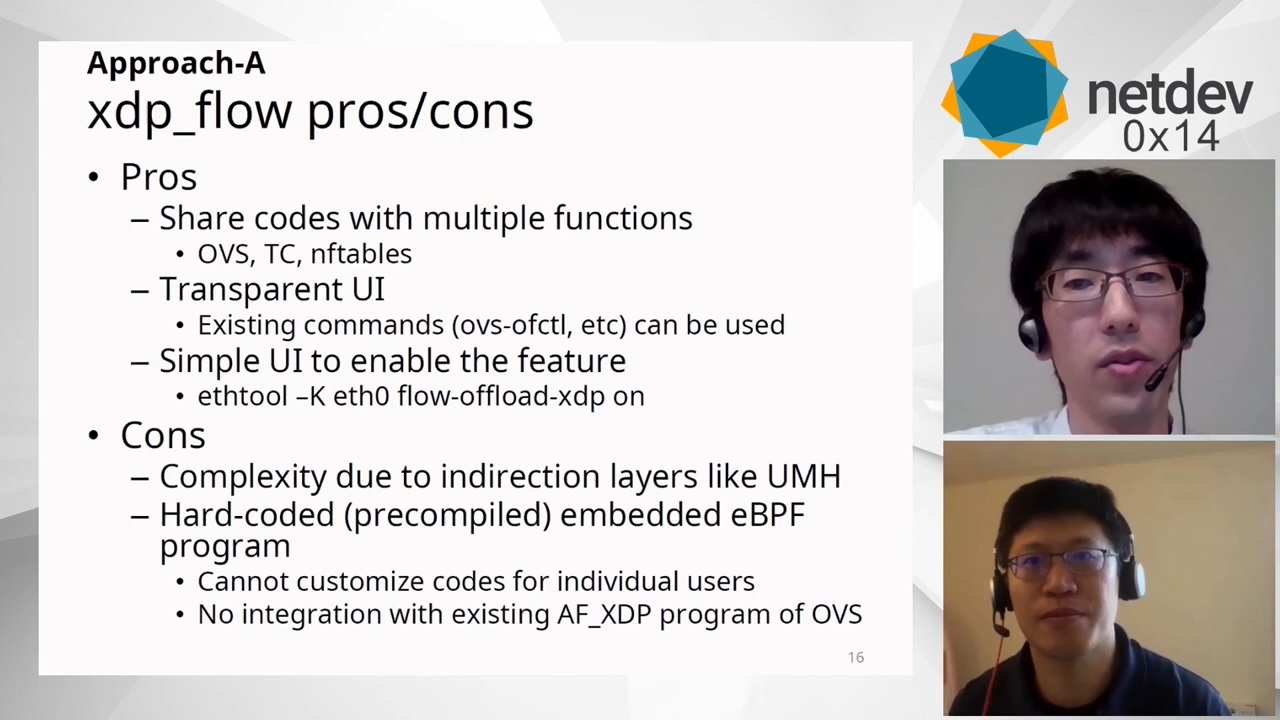 Approach-A
xdp_flow pros/cons
• Pros
– Share codes with multiple functions
• OVS, TC, nftables
– Transparent UI
• Existing commands (ovs-ofctl, etc) can be used
– Simple UI to enable the feature
• ethtool –K eth0 flow-offload-xdp on
• Cons
– Complexity due to indirection layers like UMH
– Hard-coded (precompiled) embedded eBPF
program
• Cannot customize codes for individual users
• No integration with existing AF_XDP program of OVS
16
netdev
0x14